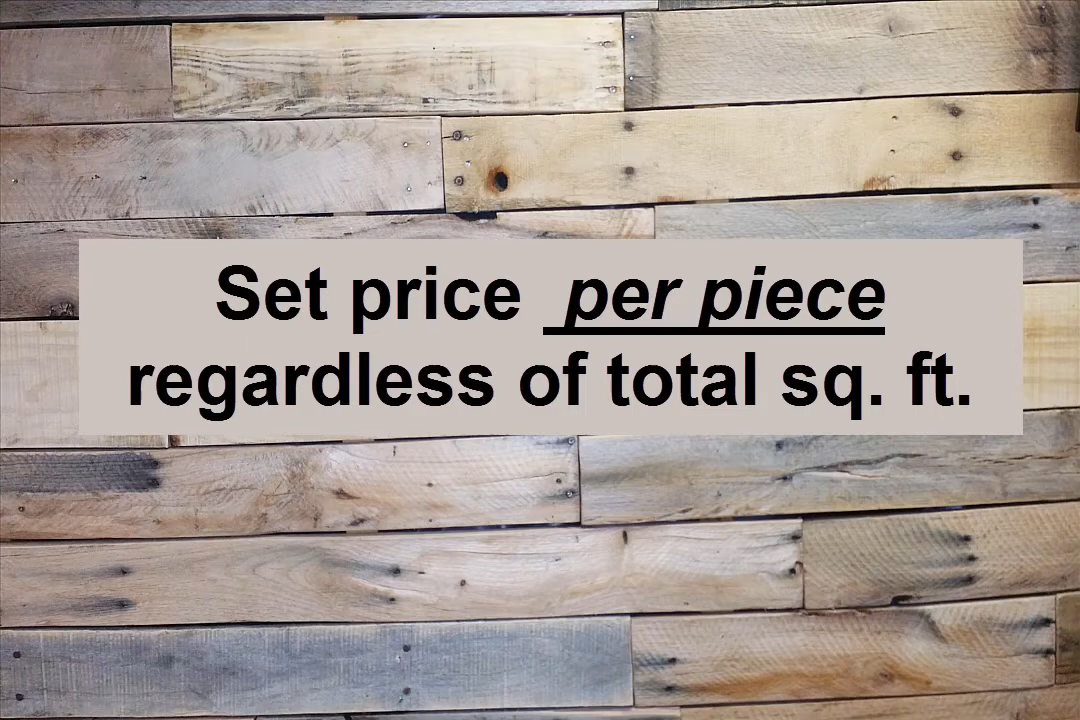 Set price per piece
regardless of total sq. ft.